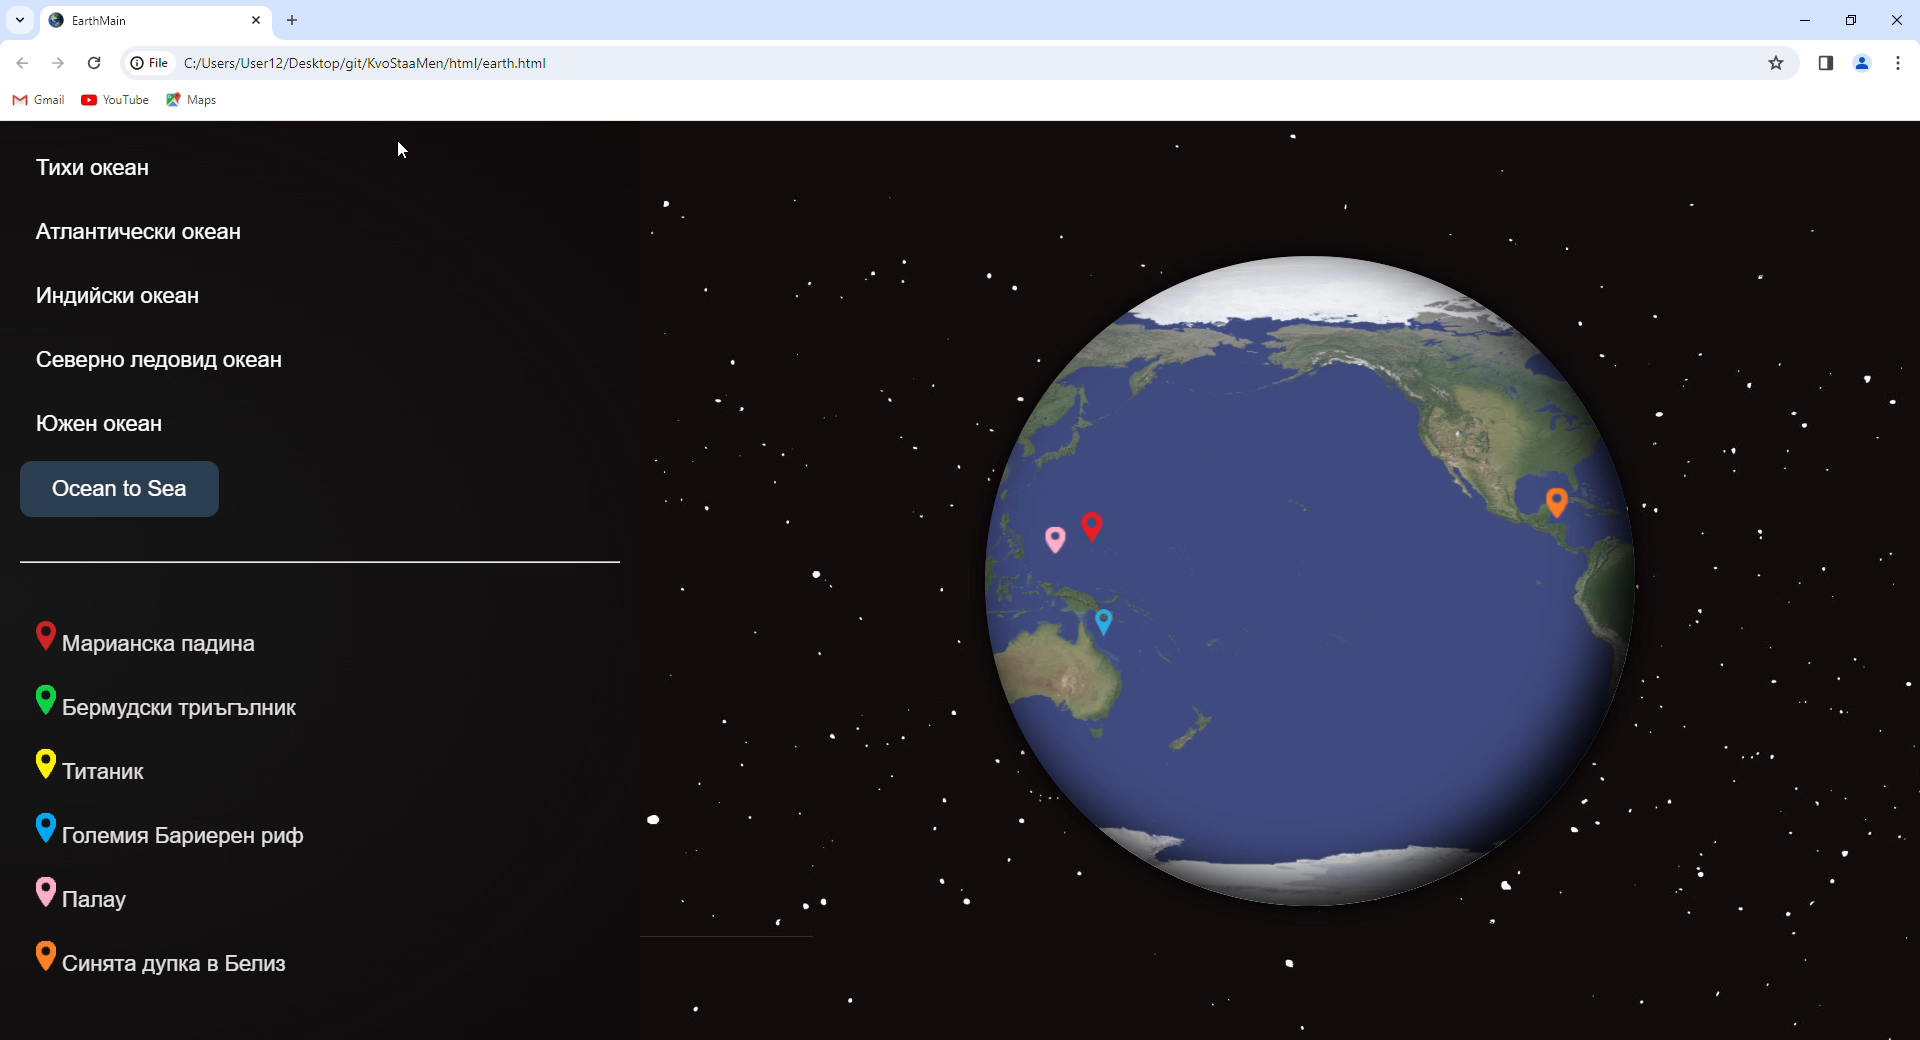 EarthMain
File
C:/Users/User12/Desktop/git/KvoStaaMen/html/earth.html
Gmail
YouTube
Maps
Тихи океан
Атлантически океан
Индийски океан
Северно ледовид океан
Южен океан
Ocean to Sea
Марианска падина
Бермудски триъгълник
Титаник
Големия Бариерен риф
Палау
Синята дупка в Белиз